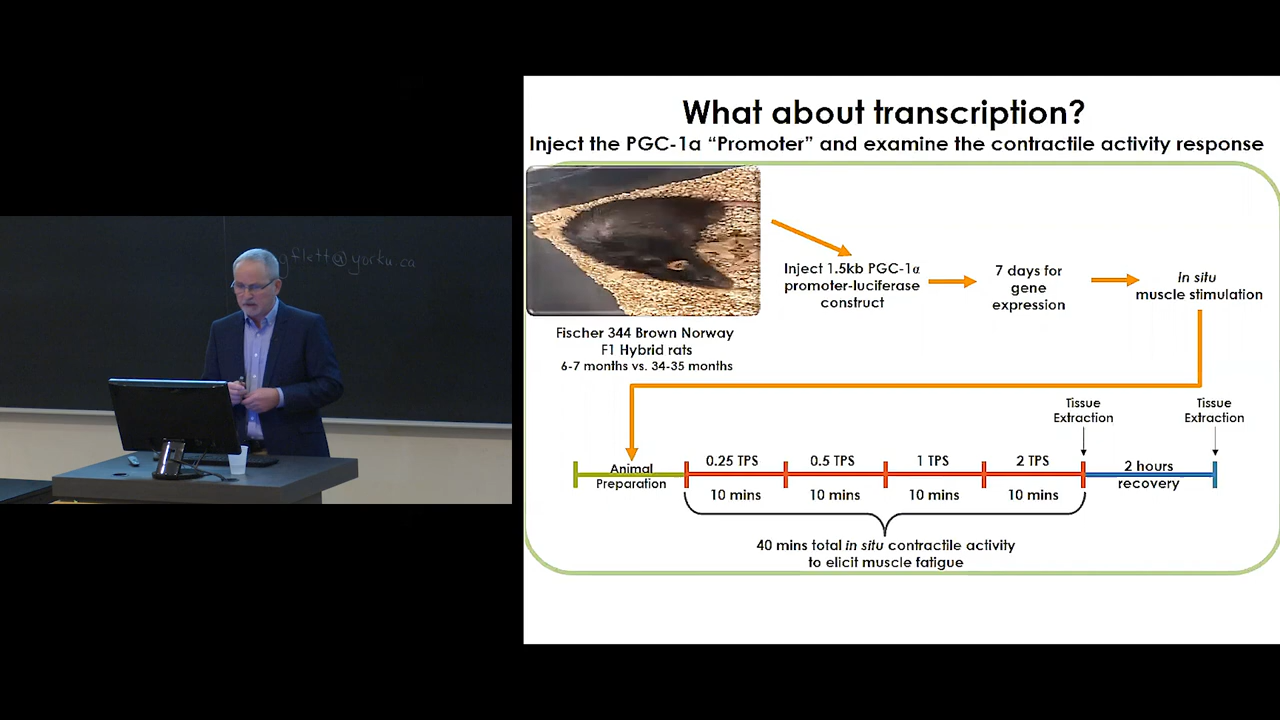 gflett@yorku.ca
What about transcription?
Inject the PGC-1α “Promoter” and examine the contractile activity response
Inject 1.5kb PGC-1α
promoter-luciferase
construct
7 days for
gene
expression
in situ
muscle stimulation
Fischer 344 Brown Norway
F1 Hybrid rats
6-7 months vs. 34-35 months
Tissue
Extraction
Tissue
Extraction
Animal
Preparation
0.25 TPS
0.5 TPS
1 TPS
2 TPS
10 mins
10 mins
10 mins
10 mins
2 hours
recovery
40 mins total in situ contractile activity
to elicit muscle fatigue